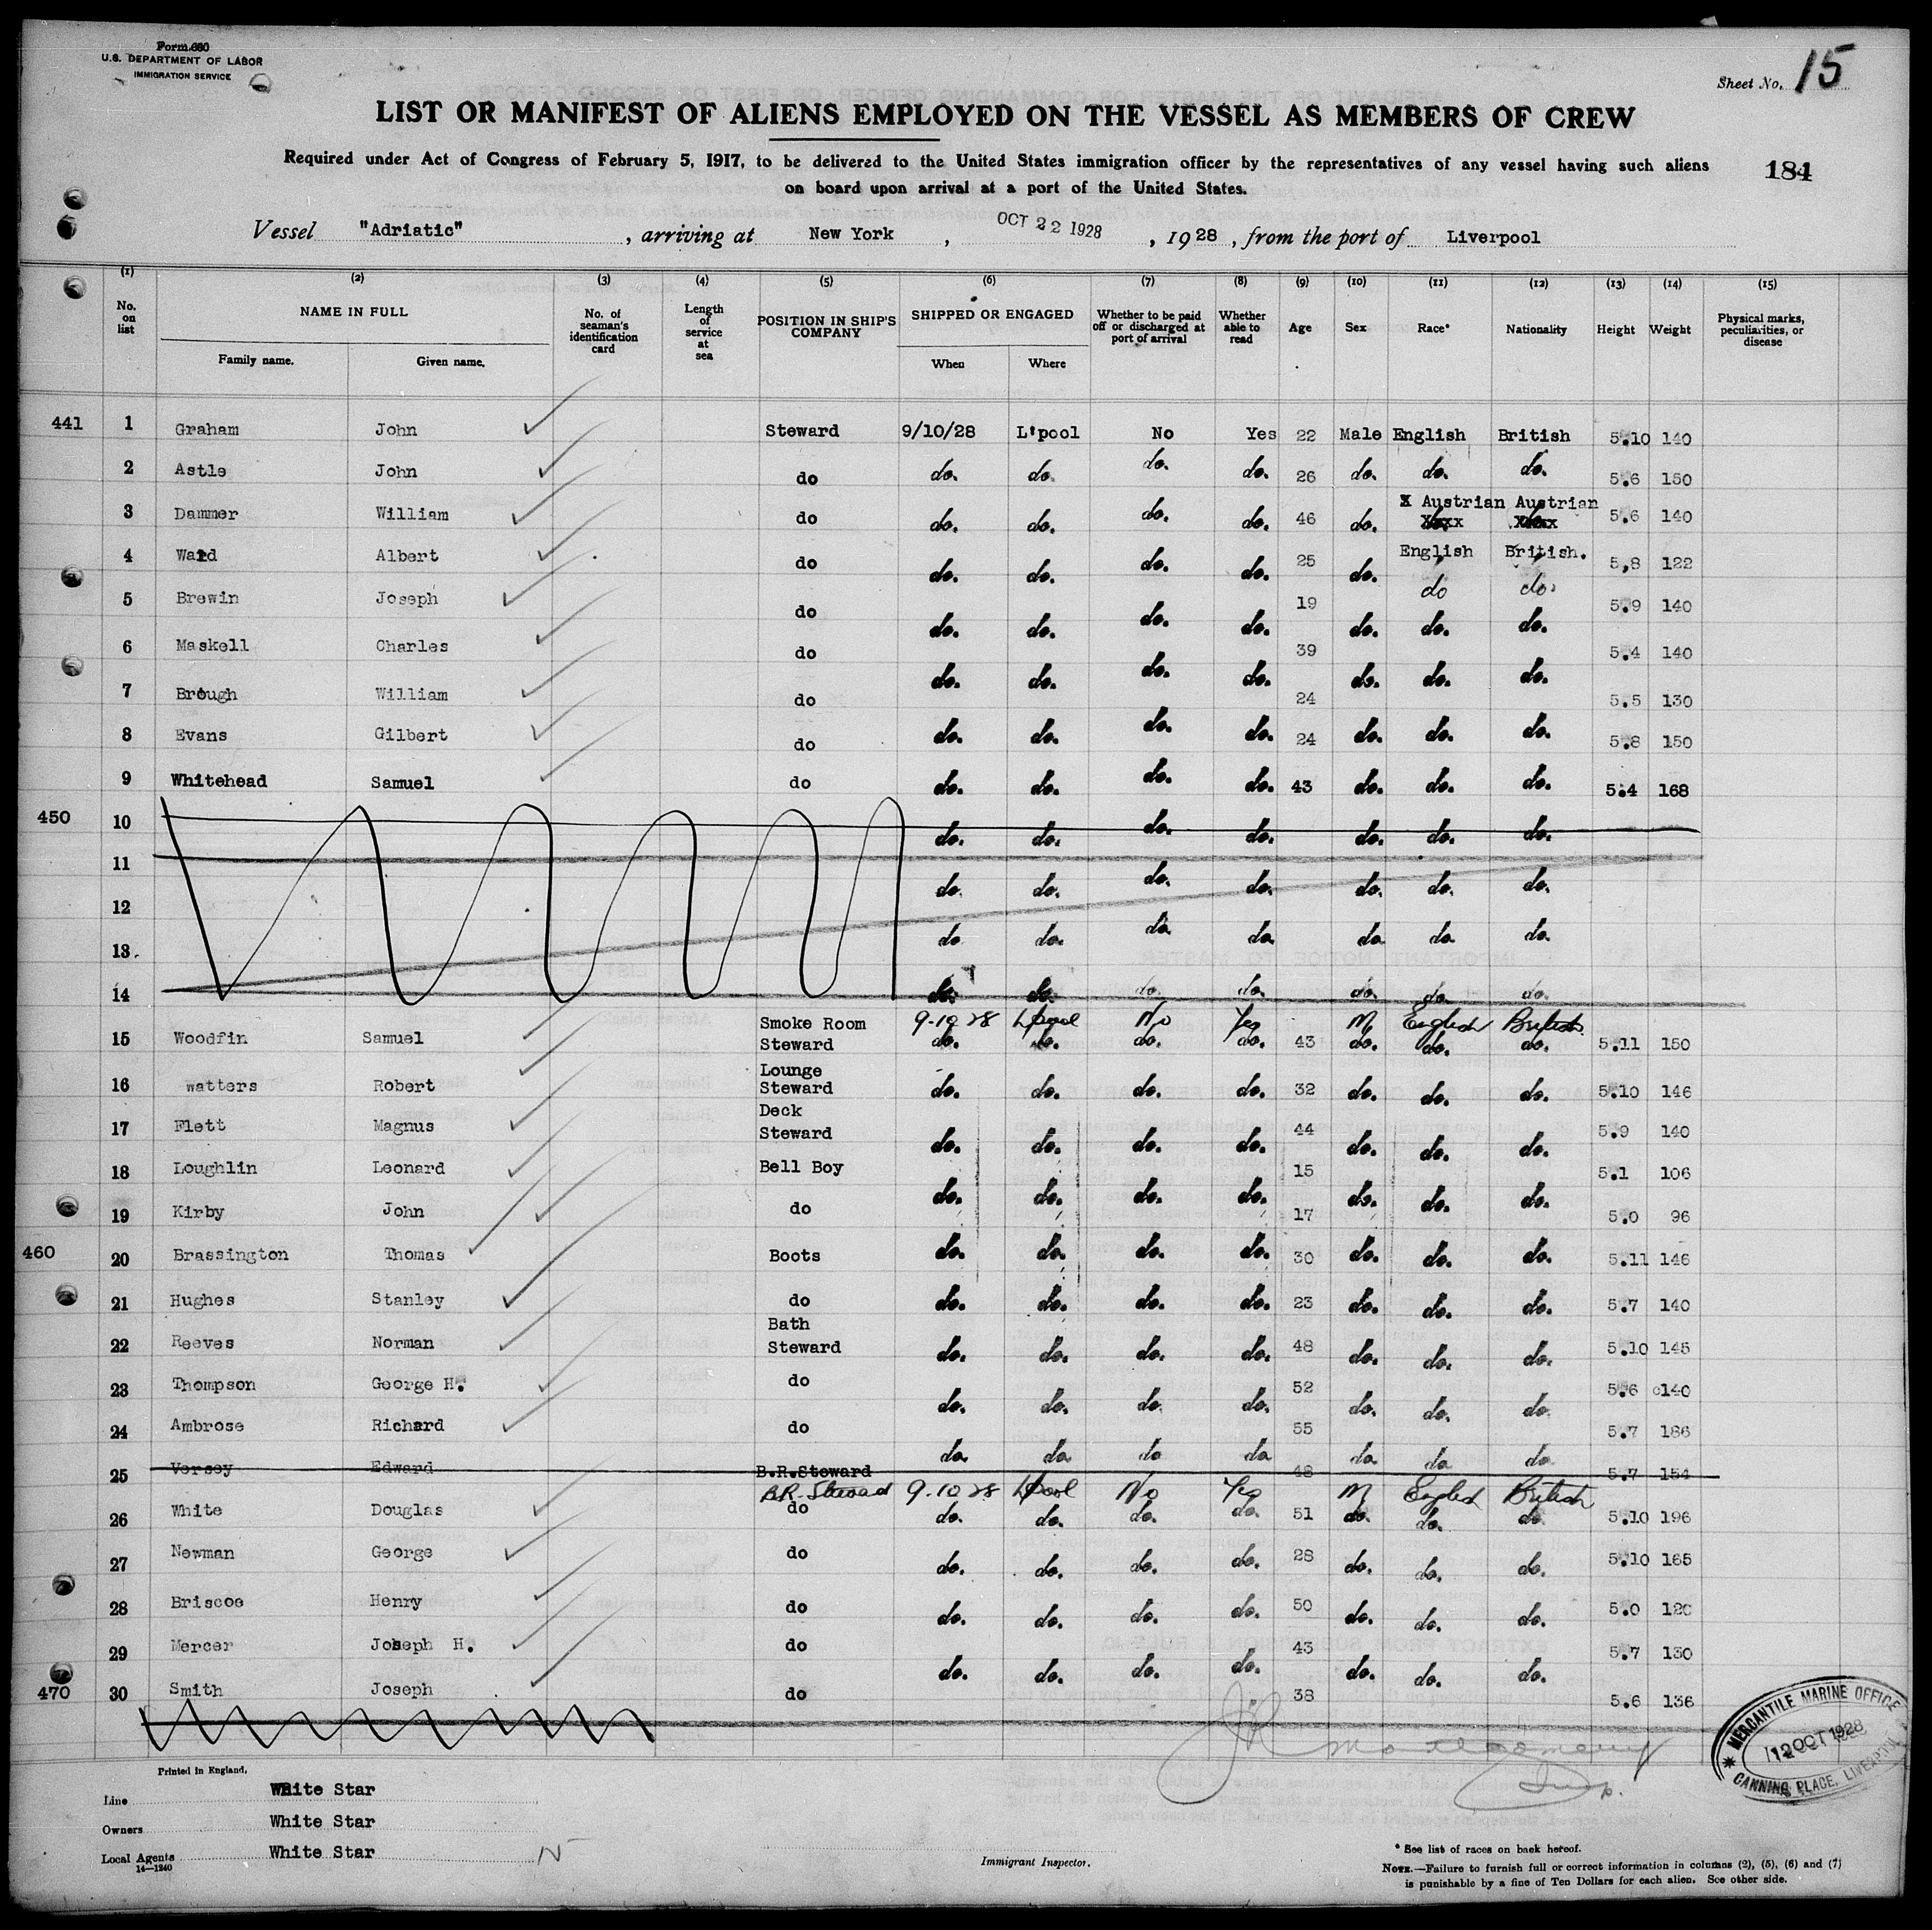 Form 680
U.S. DEPARTMENT OF LABOR
IMMIGRATION SERVICE
Sheet No. 15
LIST OR MANIFEST OF ALIENS EMPLOYED ON THE VESSEL AS MEMBERS OF CREW
Required under Act of Congress of February 5, 1917, to be delivered to the United States immigration officer by the representatives of any vessel having such aliens
on board upon arrival at a port of the United States.
184
Vessel "Adriatic", arriving at New York, OCT 22 1928, 1928, from the port of Liverpool
(1) (2) (3) (4) (5) (6) (7) (8) (9) (10) (11) (12) (13) (14) (15)
No. on list
NAME IN FULL
Family name. Given name.
No. of seaman's identification card
Length of service at sea
POSITION IN SHIP'S COMPANY
SHIPPED OR ENGAGED
When Where
Whether to be paid off or discharged at port of arrival
Whether able to read
Age
Sex
Race*
Nationality
Height
Weight
Physical marks, peculiarities, or disease
441 1 Graham John Steward 9/10/28 L'pool No Yes 22 Male English British 5.10 140
2 Astle John do do. do. do. do. 26 do. do. do. 5.6 150
3 Dammer William do do. do. do. do. 46 do. X Austrian Austrian 5.6 140
4 Ward Albert do do. do. do. do. 25 do. English British. 5,8 122
do do.
5 Brewin Joseph do do. do. do. do. 19 do. do. do. 5.9 140
6 Maskell Charles do do. do. do. do. 39 do. do. do. 5.4 140
7 Brough William do do. do. do. do. 24 do. do. do. 5.5 130
8 Evans Gilbert do do. do. do. do. 24 do. do. do. 5.8 150
9 Whitehead Samuel do do. do. do. do. 43 do. do. do. 5.4 168
450 10 do. do. do. do. do. do. do.
11 do. do. do. do. do. do. do.
12 do. do. do. do. do. do. do.
13. do. do. do. do. do. do. do.
14
9-10 28 Lpool No Yes M English British
15 Woodfin Samuel Smoke Room Steward do. do. do. do. 43 do. do. do. 5.11 150
16 watters Robert Lounge Steward do. do. do. do. 32 do. do. do. 5.10 146
17 Flett Magnus Deck Steward do. do. do. do. 44 do. do. do. 5.9 140
18 Loughlin Leonard Bell Boy do. do. do. do. 15 do. do. do. 5.1 106
19 Kirby John do 17 5.0 96
460 20 Brassington Thomas Boots do. do. do. do. 30 do. do. do. 5.11 146
21 Hughes Stanley do do. do. do. do. 23 do. do. do. 5.7 140
22 Reeves Norman Bath Steward do. do. do. do. 48 do. do. do. 5.10 145
23 Thompson George H. do do. do. do. do. 52 do. do. do. 5.6 140
24 Ambrose Richard do do. do. do. do. 55 do. do. do. 5.7 186
25 Versey Edward B.R.Steward 48 5.7 154
B.R. Steward 9.10 28 Lpool No Yes M English British
26 White Douglas do do. do. do. do. 51 do. do. do. 5.10 196
27 Newman George do do. do. do. do. 28 do. do. do. 5.10 165
28 Briscoe Henry do do. do. do. do. 50 do. do. do. 5.0 120
29 Mercer Joseph H. do do. do. do. do. 43 do. do. do. 5.7 130
470 30 Smith Joseph do 38 5.6 136
J R Montgomery
Insp.
MERCANTILE MARINE OFFICE
12 OCT 1928
CANNING PLACE, LIVERPOOL
Printed in England.
Line White Star
Owners White Star
Local Agents White Star
14—1240
Immigrant Inspector.
* See list of races on back hereof.
NOTE.—Failure to furnish full or correct information in columns (2), (5), (6) and (7)
is punishable by a fine of Ten Dollars for each alien. See other side.